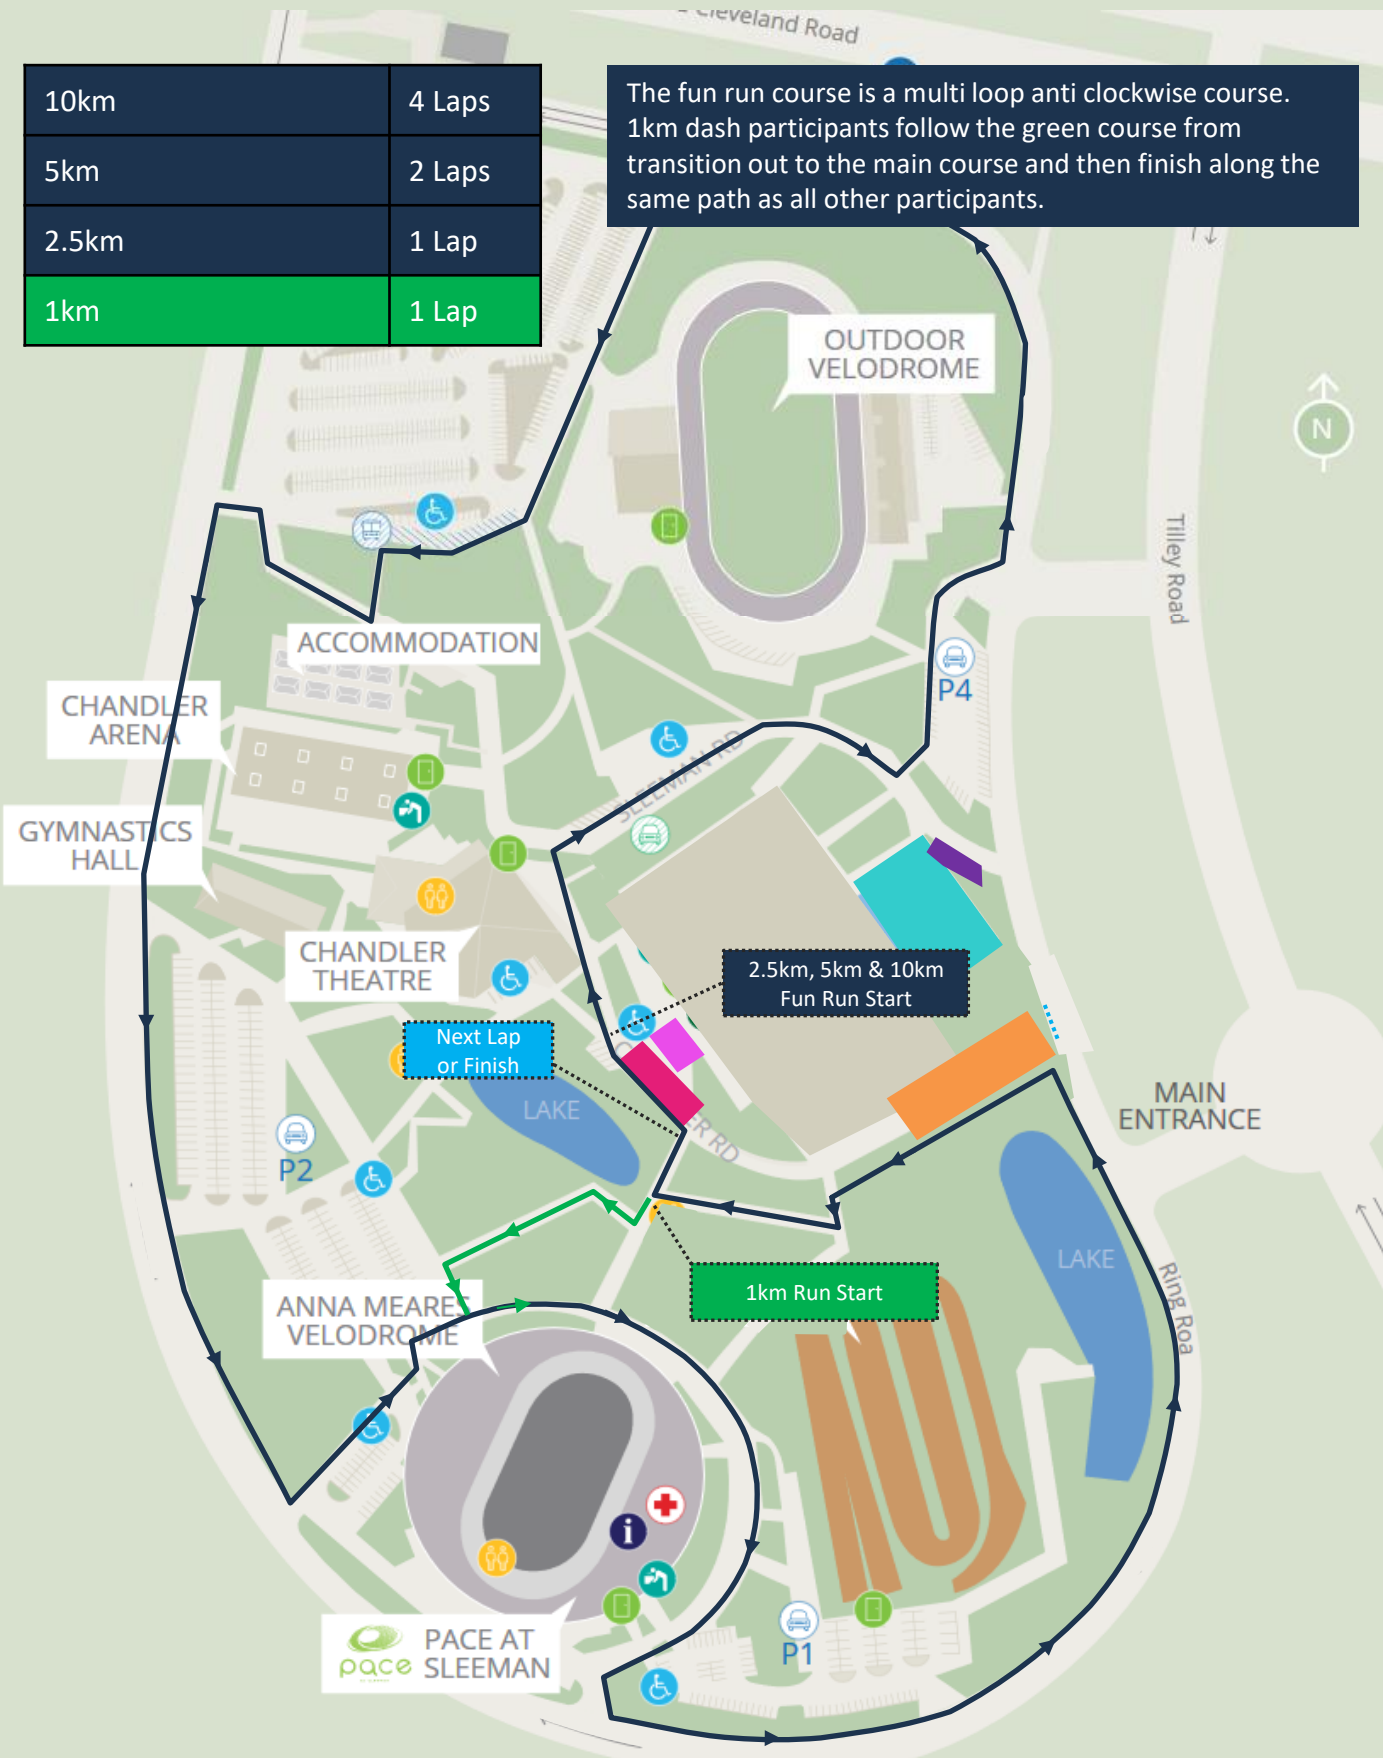 Cleveland Road
10km 4 Laps
5km 2 Laps
2.5km 1 Lap
1km 1 Lap
The fun run course is a multi loop anti clockwise course.
1km dash participants follow the green course from
transition out to the main course and then finish along the
same path as all other participants.
OUTDOOR
VELODROME
N
Tilley Road
ACCOMMODATION
P4
CHANDLER
ARENA
SLEEMAN RD
GYMNASTICS
HALL
CHANDLER
THEATRE
2.5km, 5km & 10km
Fun Run Start
Next Lap
or Finish
LAKE
ER RD
MAIN
ENTRANCE
P2
LAKE
Ring Roa
1km Run Start
ANNA MEARES
VELODROME
i
pace
PACE AT
SLEEMAN
P1